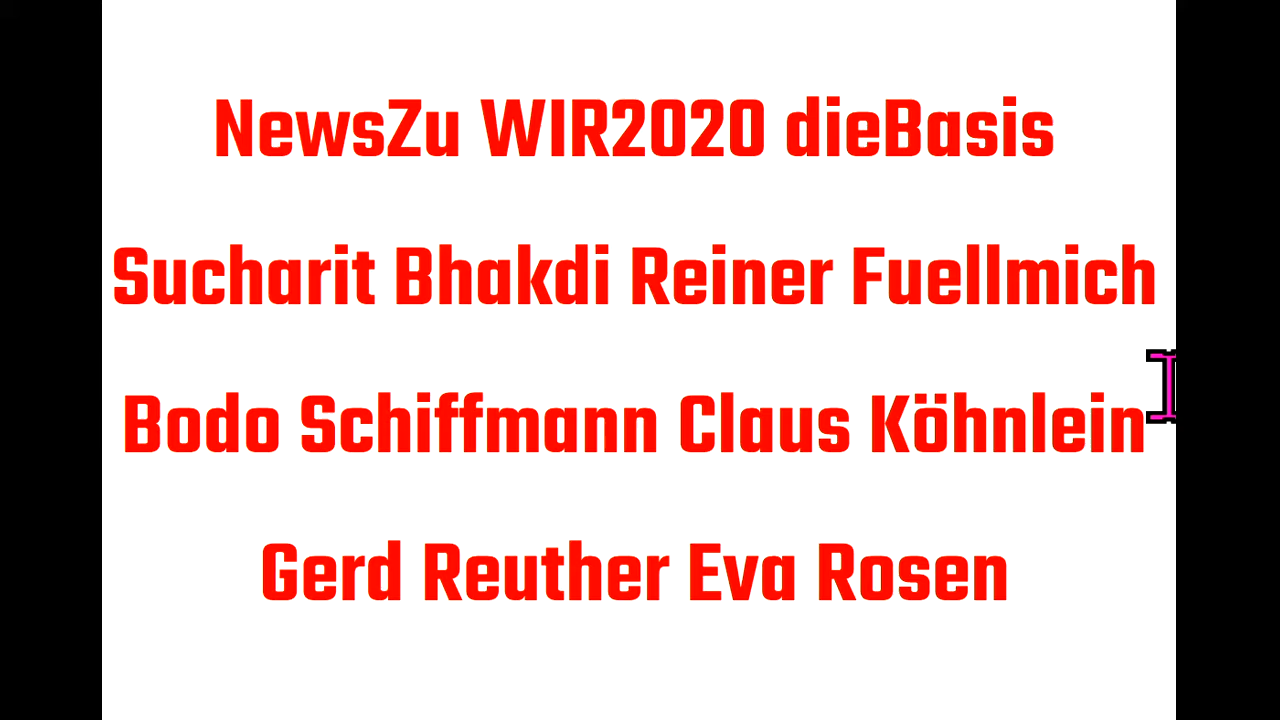 NewsZu WIR2020 dieBasis
Sucharit Bhakdi Reiner Fuellmich
Bodo Schiffmann Claus Köhnlein
Gerd Reuther Eva Rosen